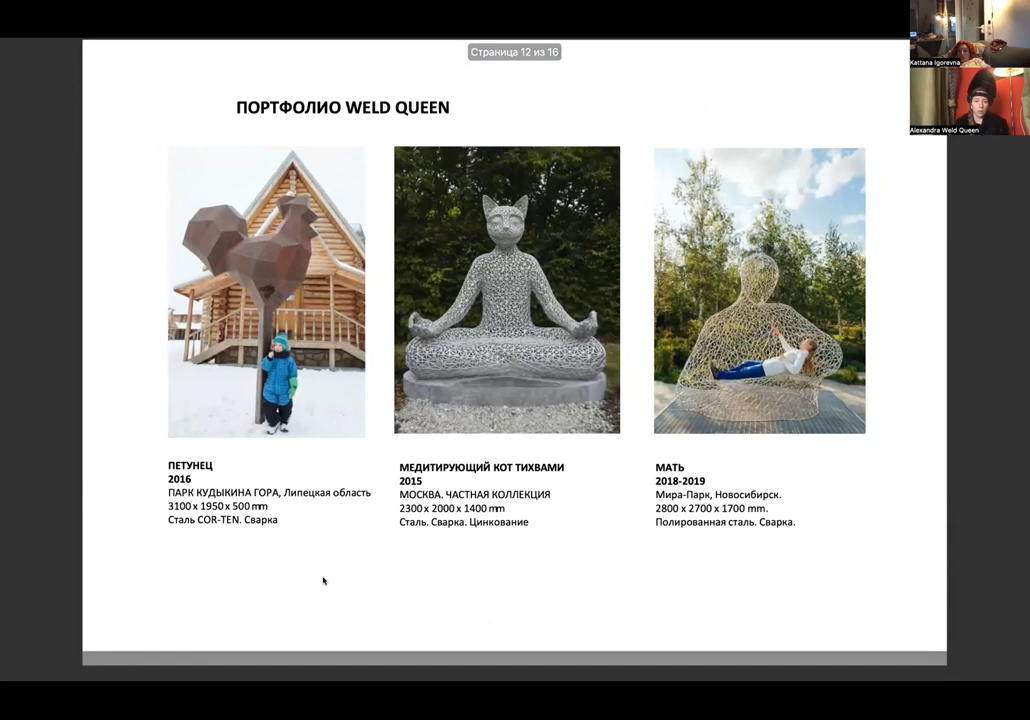 Страница 12 из 16
Kattana Igorevna
Alexandra Weld Queen
ПОРТФОЛИО WELD QUEEN
ПЕТУНЕЦ
2016
ПАРК КУДЫКИНА ГОРА, Липецкая область
3100 x 1950 x 500 mm
Сталь COR-TEN. Сварка
МЕДИТИРУЮЩИЙ КОТ ТИХВАМИ
2015
МОСКВА. ЧАСТНАЯ КОЛЛЕКЦИЯ
2300 x 2000 x 1400 mm
Сталь. Сварка. Цинкование
МАТЬ
2018-2019
Мира-Парк, Новосибирск.
2800 x 2700 x 1700 mm.
Полированная сталь. Сварка.